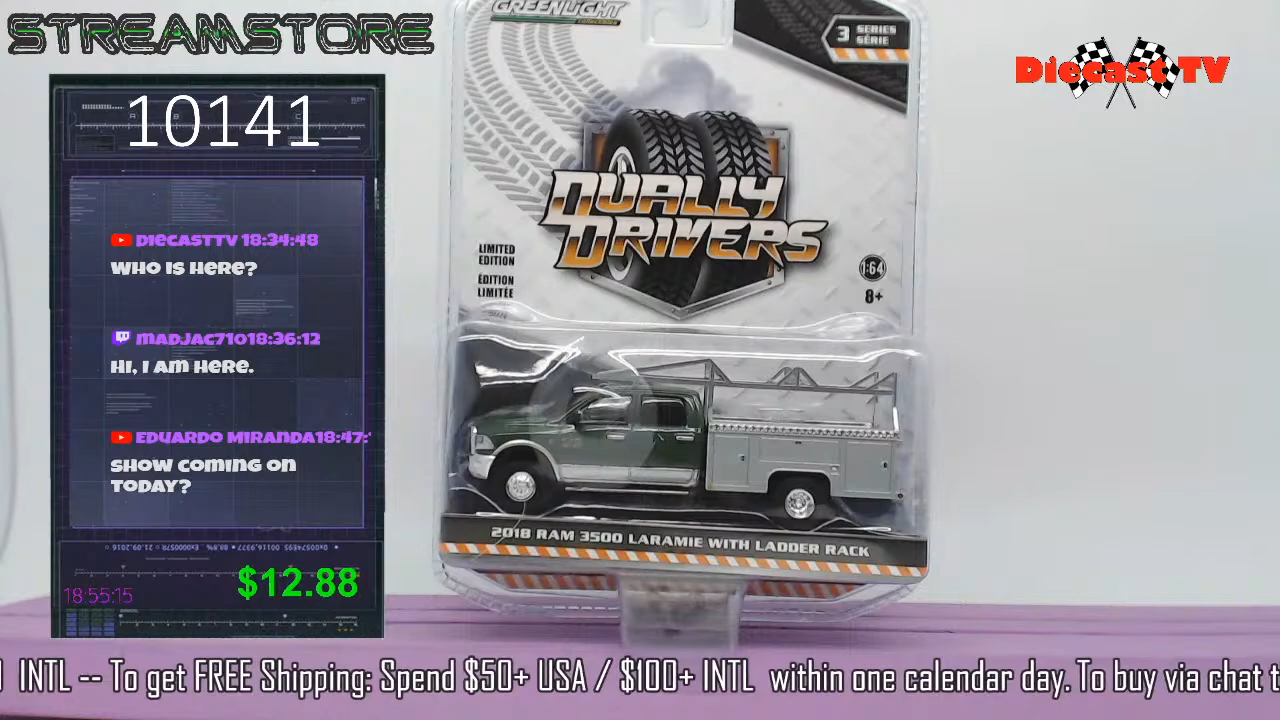 STREAMSTORE
10141
DIECASTTV 18:34:48
WHO IS HERE?
MADJAC71018:36:12
HI, I AM HERE.
EDUARDO MIRANDA18:47:
SHOW COMING ON
TODAY?
18:55:15
$12.88
GREENLIGHT
collectibles
3 SERIES
SÉRIE
DUALLY
DRIVERS
LIMITED
EDITION
ÉDITION
LIMITÉE
1:64
8+
2018 RAM 3500 LARAMIE WITH LADDER RACK
Diecast TV
INTL -- To get FREE Shipping: Spend $50+ USA / $100+ INTL within one calendar day. To buy via chat t